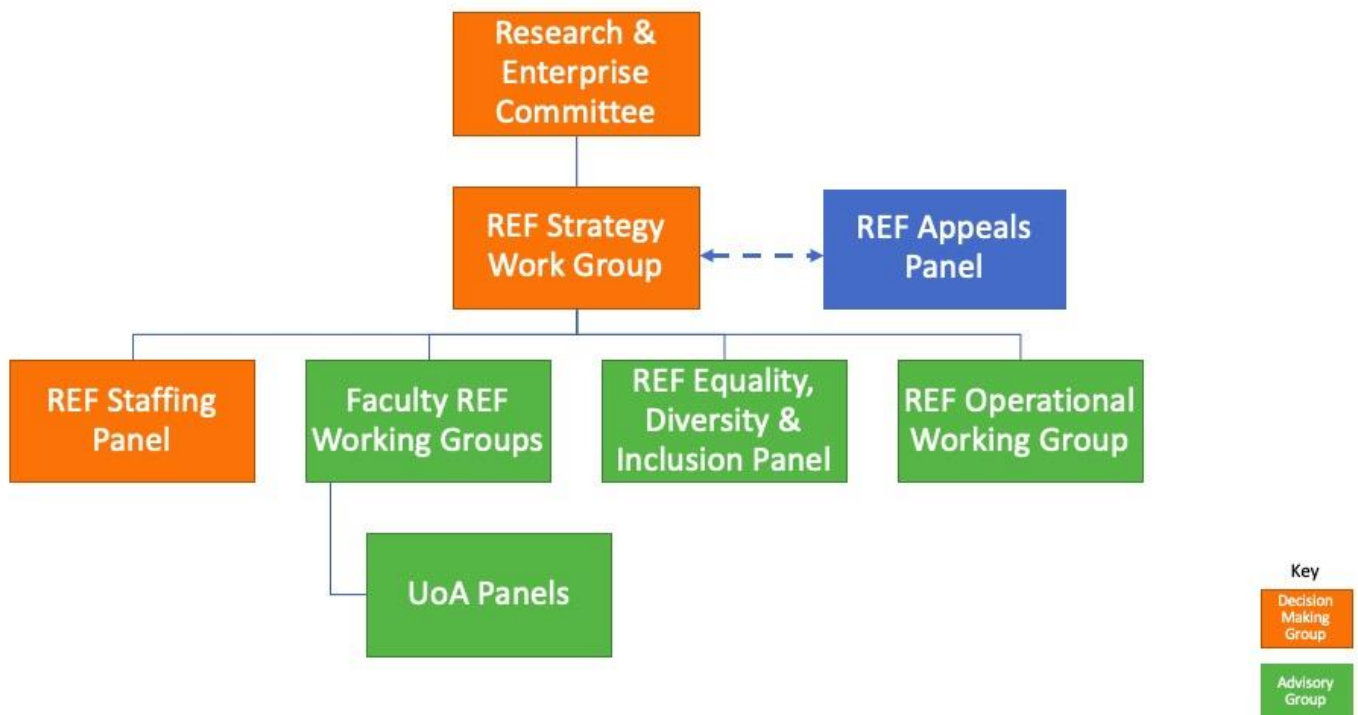 Research &
Enterprise
Committee
REF Strategy
Work Group
REF Appeals
Panel
REF Staffing
Panel
Faculty REF
Working Groups
REF Equality,
Diversity &
Inclusion Panel
REF Operational
Working Group
UoA Panels
Key
Decision
Making
Group
Advisory
Group